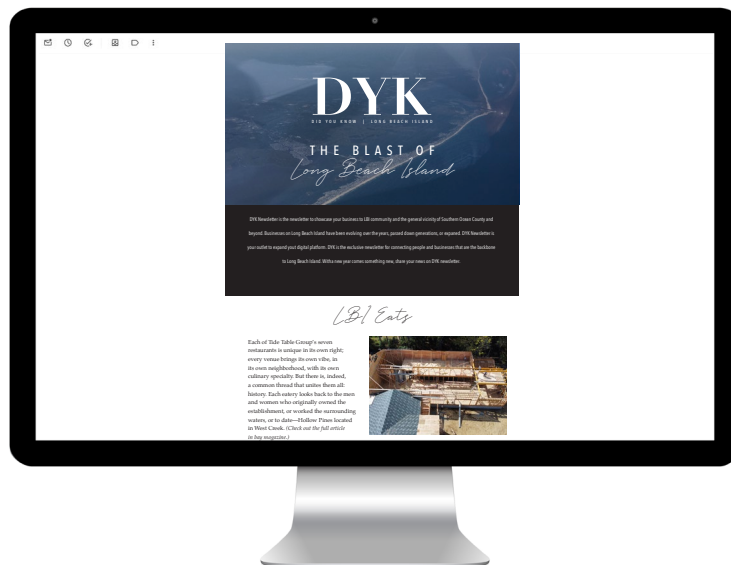 DYK
DID YOU KNOW | LONG BEACH ISLAND
THE BLAST OF
Long Beach Island
DYK Newsletter is the newsletter to showcase your business to LBI community and the general vicinity of Southern Ocean County and
beyond. Businesses on Long Beach Island have been evolving over the years, passed down generations, or expaned. DYK Newsletter is
your outlet to expand yout digital platform. DYK is the exclusive newsletter for connecting people and businesses that are the backbone
to Long Beach Island. With a new year comes something new, share your news on DYK newsletter.
LBI Eats
Each of Tide Table Group's seven
restaurants is unique in its own right;
every venue brings its own vibe, in
its own neighborhood, with its own
culinary specialty. But there is, indeed,
a common thread that unites them all:
history. Each eatery looks back to the men
and women who originally owned the
establishment, or worked the surrounding
waters, or to date—Hollow Pines located
in West Creek. (Check out the full article
in bay magazine.)